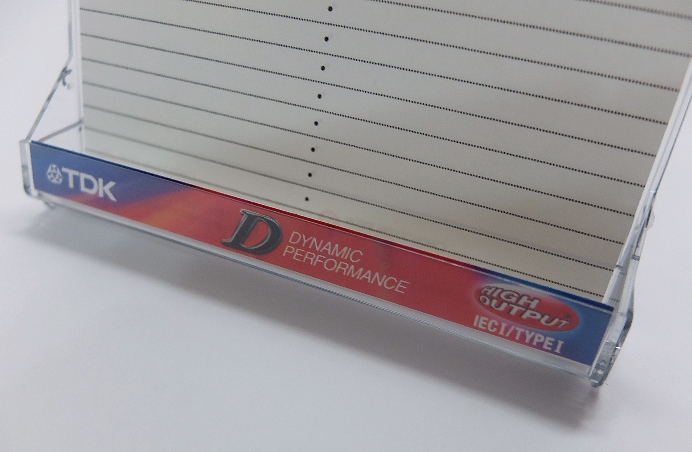 TDK
D DYNAMIC
PERFORMANCE
HIGH
OUTPUT
IEC I/TYPE I